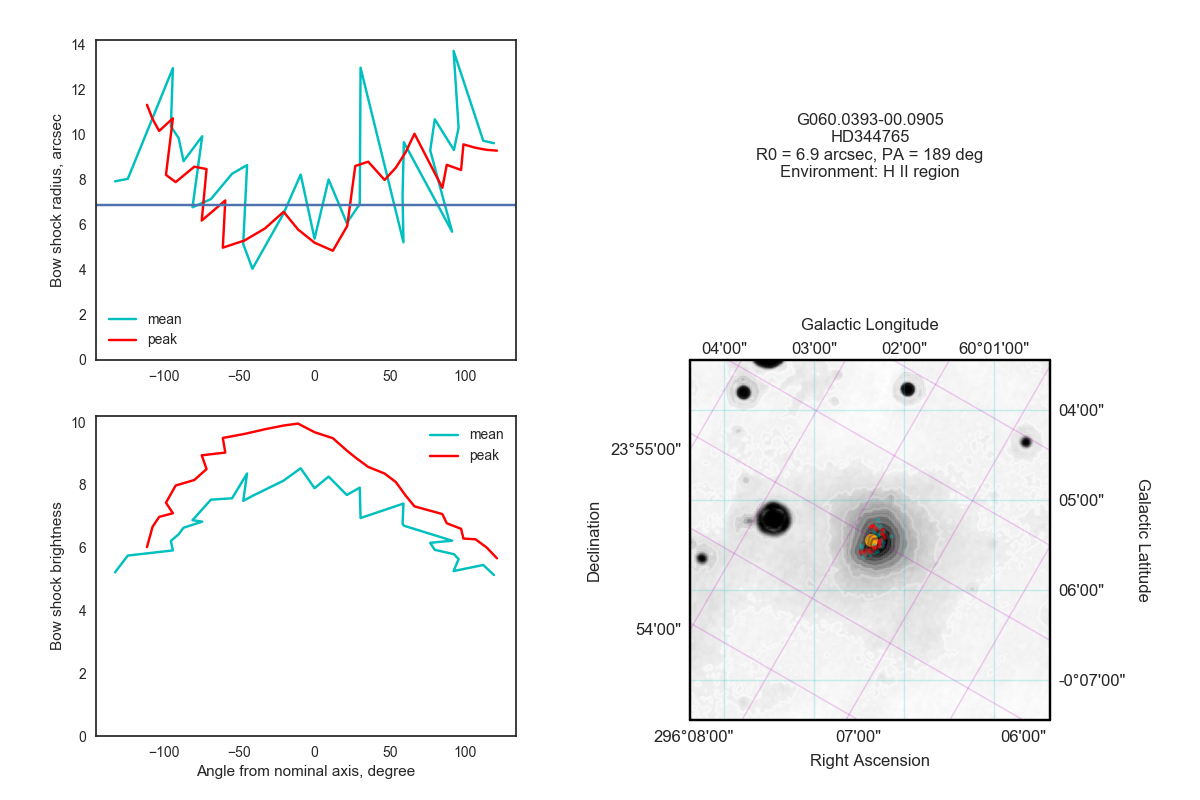 14
12
10
8
6
4
2
0
Bow shock radius, arcsec
mean
peak
−100
−50
0
50
100
10
8
6
4
2
0
Bow shock brightness
mean
peak
−100
−50
0
50
100
Angle from nominal axis, degree
G060.0393-00.0905
HD344765
R0 = 6.9 arcsec, PA = 189 deg
Environment: H II region
Galactic Longitude
04'00" 03'00" 02'00" 60°01'00"
23°55'00"
54'00"
Declination
04'00"
05'00"
06'00"
-0°07'00"
Galactic Latitude
296°08'00" 07'00" 06'00"
Right Ascension